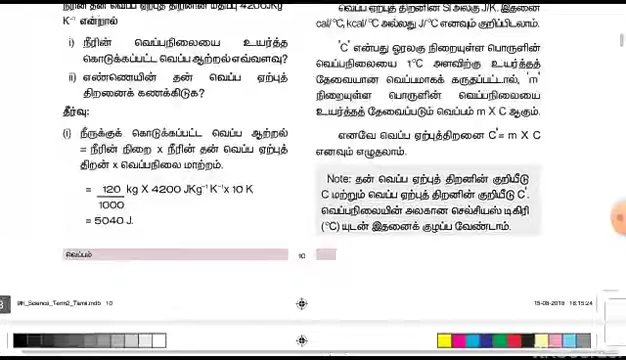 நீரின் தன் வெப்ப ஏற்புத் திறனின் மதிப்பு 4200JKg⁻¹
K⁻¹ என்றால்
i) நீரின் வெப்பநிலையை உயர்த்த
கொடுக்கப்பட்ட வெப்ப ஆற்றல் எவ்வளவு?
ii) எண்ணெயின் தன் வெப்ப ஏற்புத்
திறனைக் கணக்கிடுக?
தீர்வு:
(i) நீருக்குக் கொடுக்கப்பட்ட வெப்ப ஆற்றல்
= நீரின் நிறை x நீரின் தன் வெப்ப ஏற்புத்
திறன் x வெப்பநிலை மாற்றம்.
= 120/1000 kg X 4200 JKg⁻¹ K⁻¹x 10 K
= 5040 J.
வெப்பம்
வெப்ப ஏற்புத் திறனின் SI அலகு J/K. இதனை
cal/°C, kcal/°C அல்லது J/°C எனவும் குறிப்பிடலாம்.
'C' என்பது ஓரலகு நிறையுள்ள பொருளின்
வெப்பநிலையை 1°C அளவிற்கு உயர்த்தத்
தேவையான வெப்பமாகக் கருதப்பட்டால், 'm'
நிறையுள்ள பொருளின் வெப்பநிலையை
உயர்த்தத் தேவைப்படும் வெப்பம் m X C ஆகும்.
எனவே வெப்ப ஏற்புத்திறனை C'= m X C
எனவும் எழுதலாம்.
Note: தன் வெப்ப ஏற்புத் திறனின் குறியீடு
C மற்றும் வெப்ப ஏற்புத் திறனின் குறியீடு C'.
வெப்பநிலையின் அலகான செல்சியஸ் டிகிரி
(°C) யுடன் இதனைக் குழப்ப வேண்டாம்.
10
9th_Science_Term2_Tamil.indb 10
15-08-2019 18:15:24